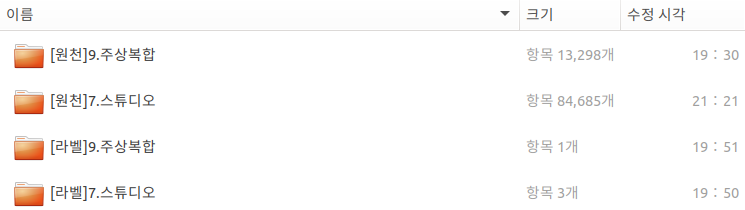 이름 크기 수정 시각
[원천]9.주상복합 항목 13,298개 19 : 30
[원천]7.스튜디오 항목 84,685개 21 : 21
[라벨]9.주상복합 항목 1개 19 : 51
[라벨]7.스튜디오 항목 3개 19 : 50